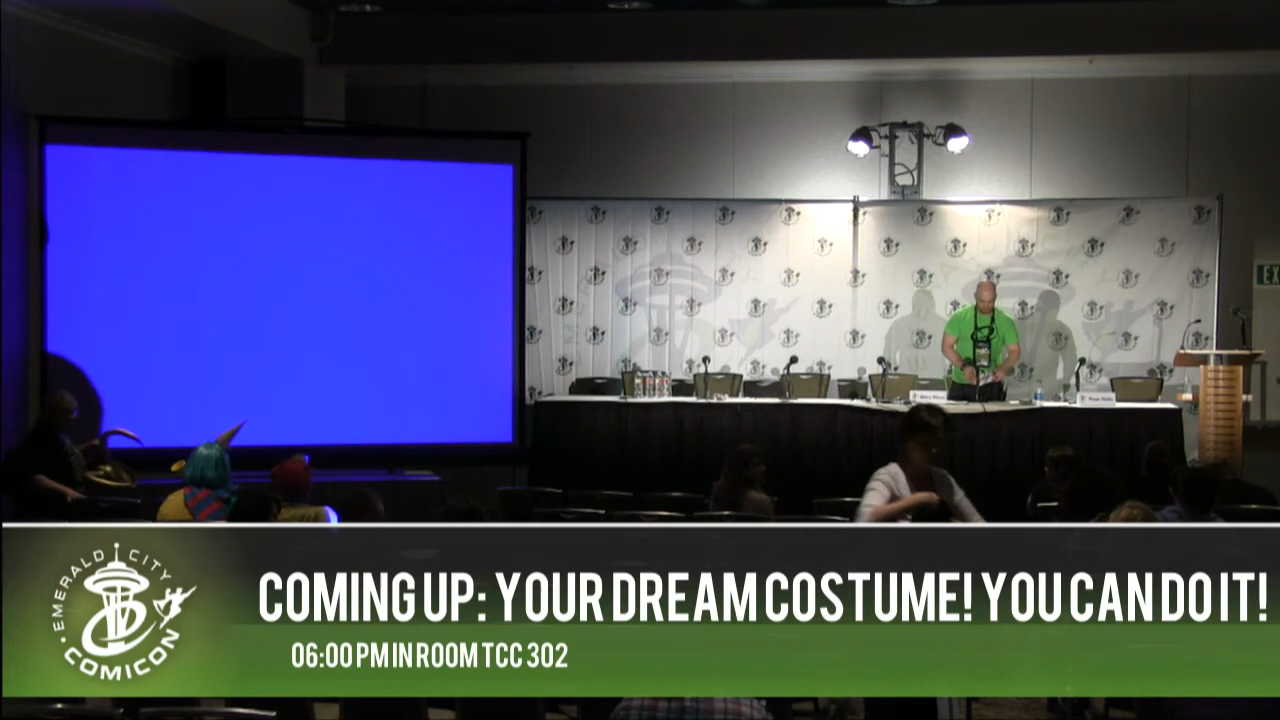 EMERALD CITY
COMICON
COMING UP: YOUR DREAM COSTUME! YOU CAN DO IT!
06:00 PM IN ROOM TCC 302